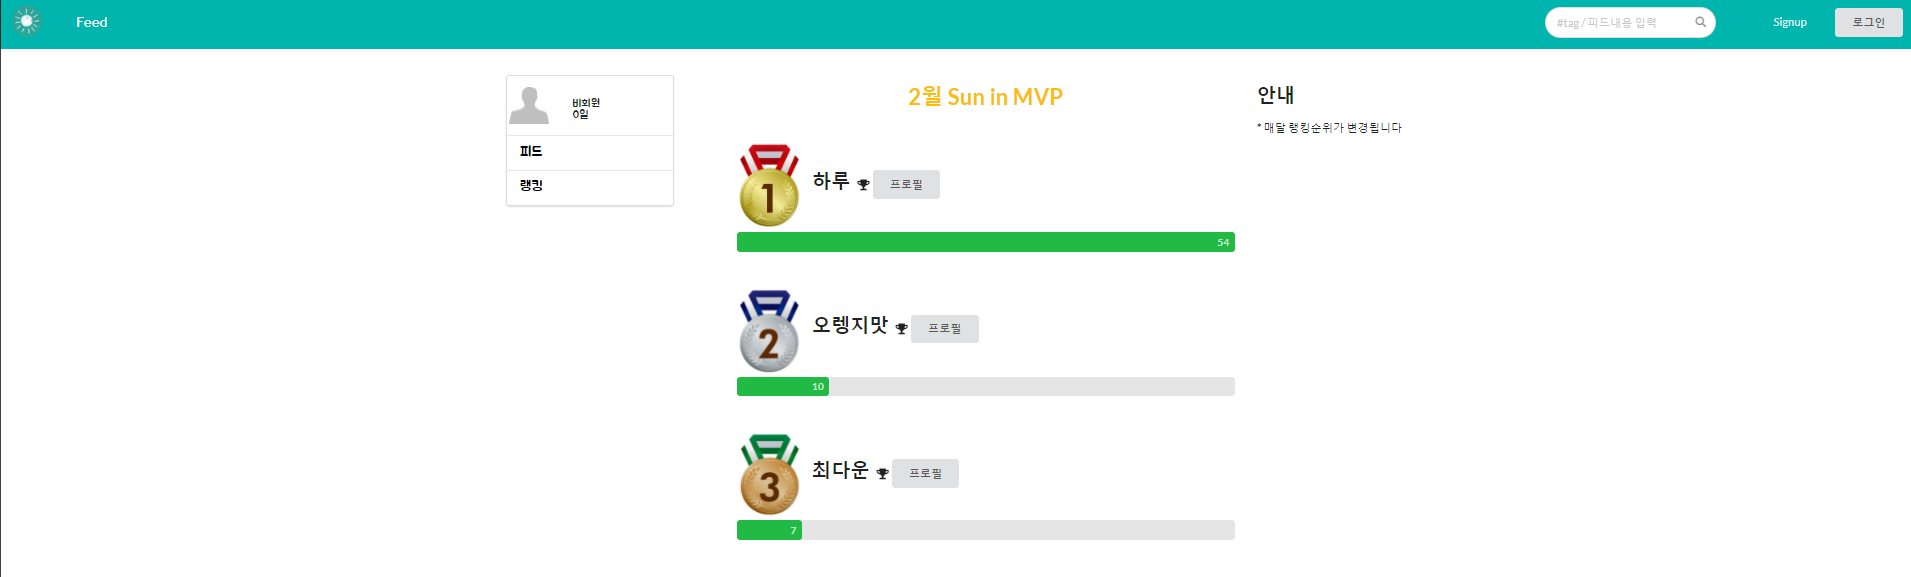 Feed
#tag / 피드내용 입력
Signup
로그인
비회원
0일
피드
랭킹
2월 Sun in MVP
1
하루
프로필
54
2
오렝지맛
프로필
10
3
최다운
프로필
7
안내
* 매달 랭킹순위가 변경됩니다